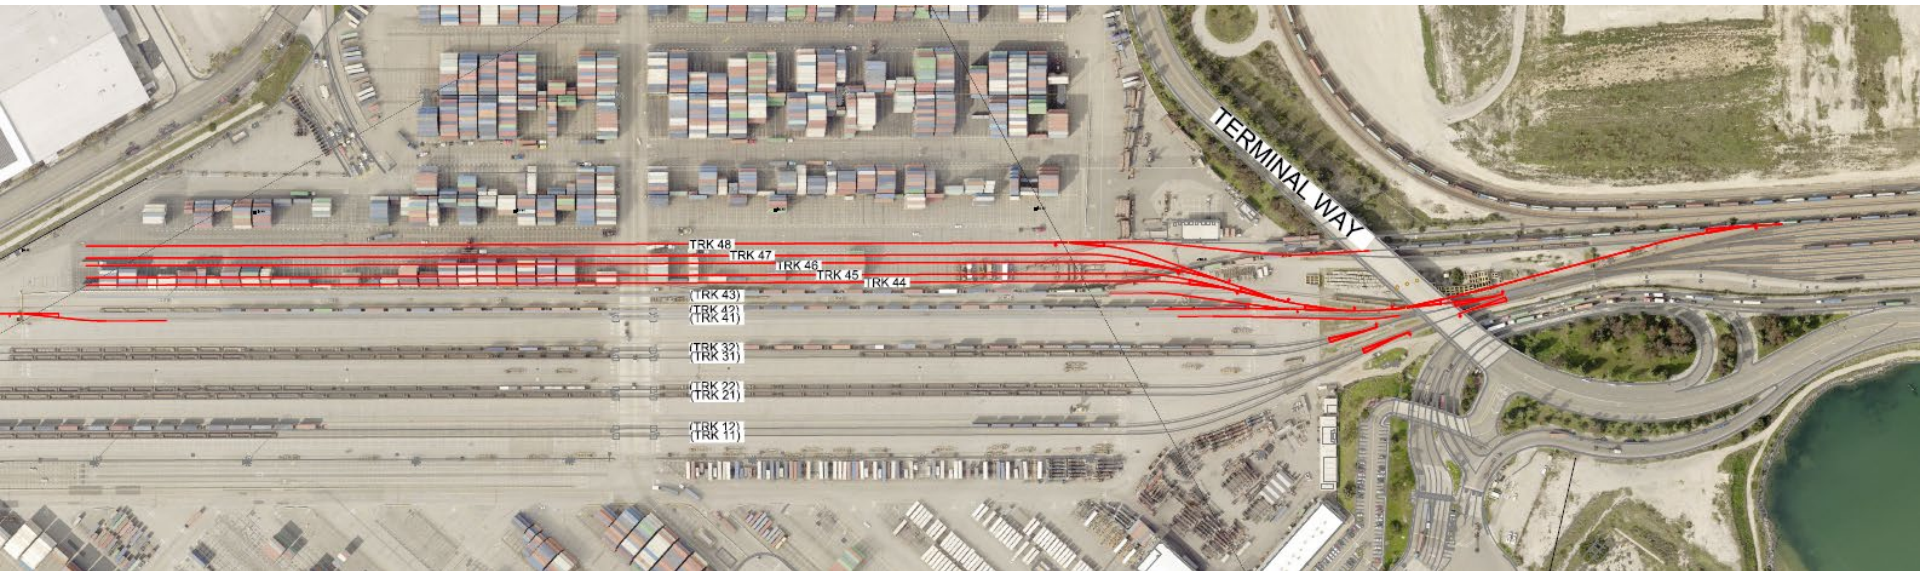 TERMINAL WAY
TRK 48
TRK 47
TRK 46
TRK 45
TRK 44
(TRK 43)
(TRK 42)
(TRK 41)
(TRK 32)
(TRK 31)
(TRK 22)
(TRK 21)
(TRK 12)
(TRK 11)